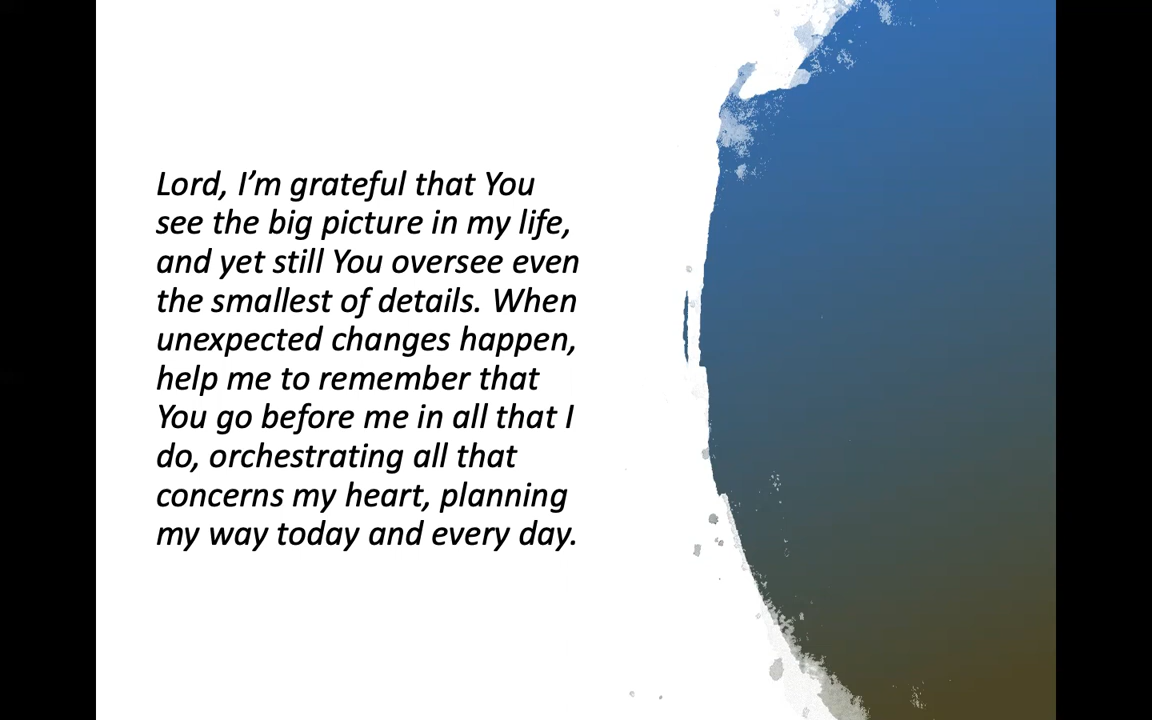 Lord, I’m grateful that You
see the big picture in my life,
and yet still You oversee even
the smallest of details. When
unexpected changes happen,
help me to remember that
You go before me in all that I
do, orchestrating all that
concerns my heart, planning
my way today and every day.